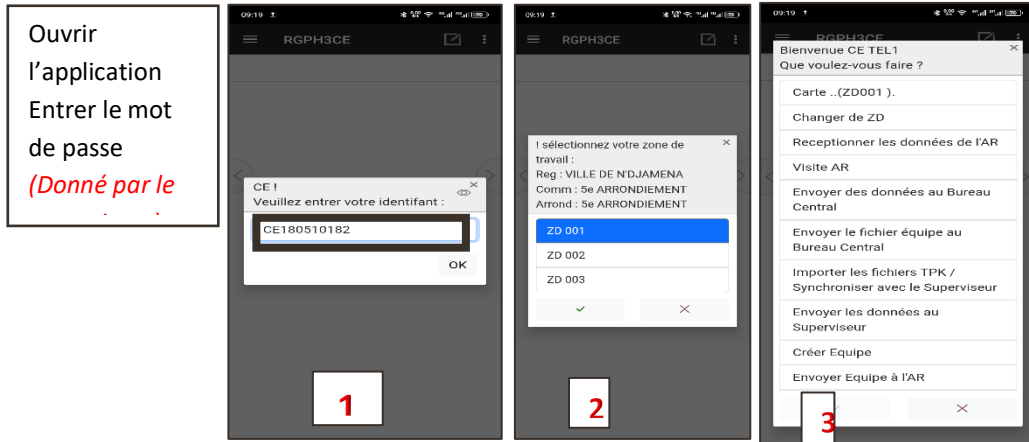 Ouvrir
l’application
Entrer le mot
de passe
(Donné par le
09:19
RGPH3CE
CE !
Veuillez entrer votre identifant :
CE180510182
OK
1
09:19
RGPH3CE
! sélectionnez votre zone de
travail :
Reg : VILLE DE N'DJAMENA
Comm : 5e ARRONDIEMENT
Arrond : 5e ARRONDIEMENT
ZD 001
ZD 002
ZD 003
2
09:19
RGPH3CE
Bienvenue CE TEL1
Que voulez-vous faire ?
Carte ..(ZD001 ).
Changer de ZD
Receptionner les données de l'AR
Visite AR
Envoyer des données au Bureau
Central
Envoyer le fichier équipe au
Bureau Central
Importer les fichiers TPK /
Synchroniser avec le Superviseur
Envoyer les données au
Superviseur
Créer Equipe
Envoyer Equipe à l'AR
3